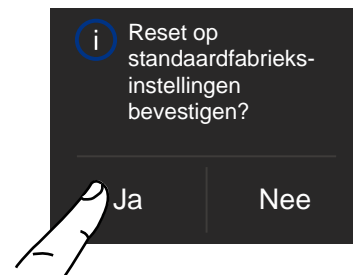 i
Reset op
standaardfabrieks-
instellingen
bevestigen?
Ja
Nee